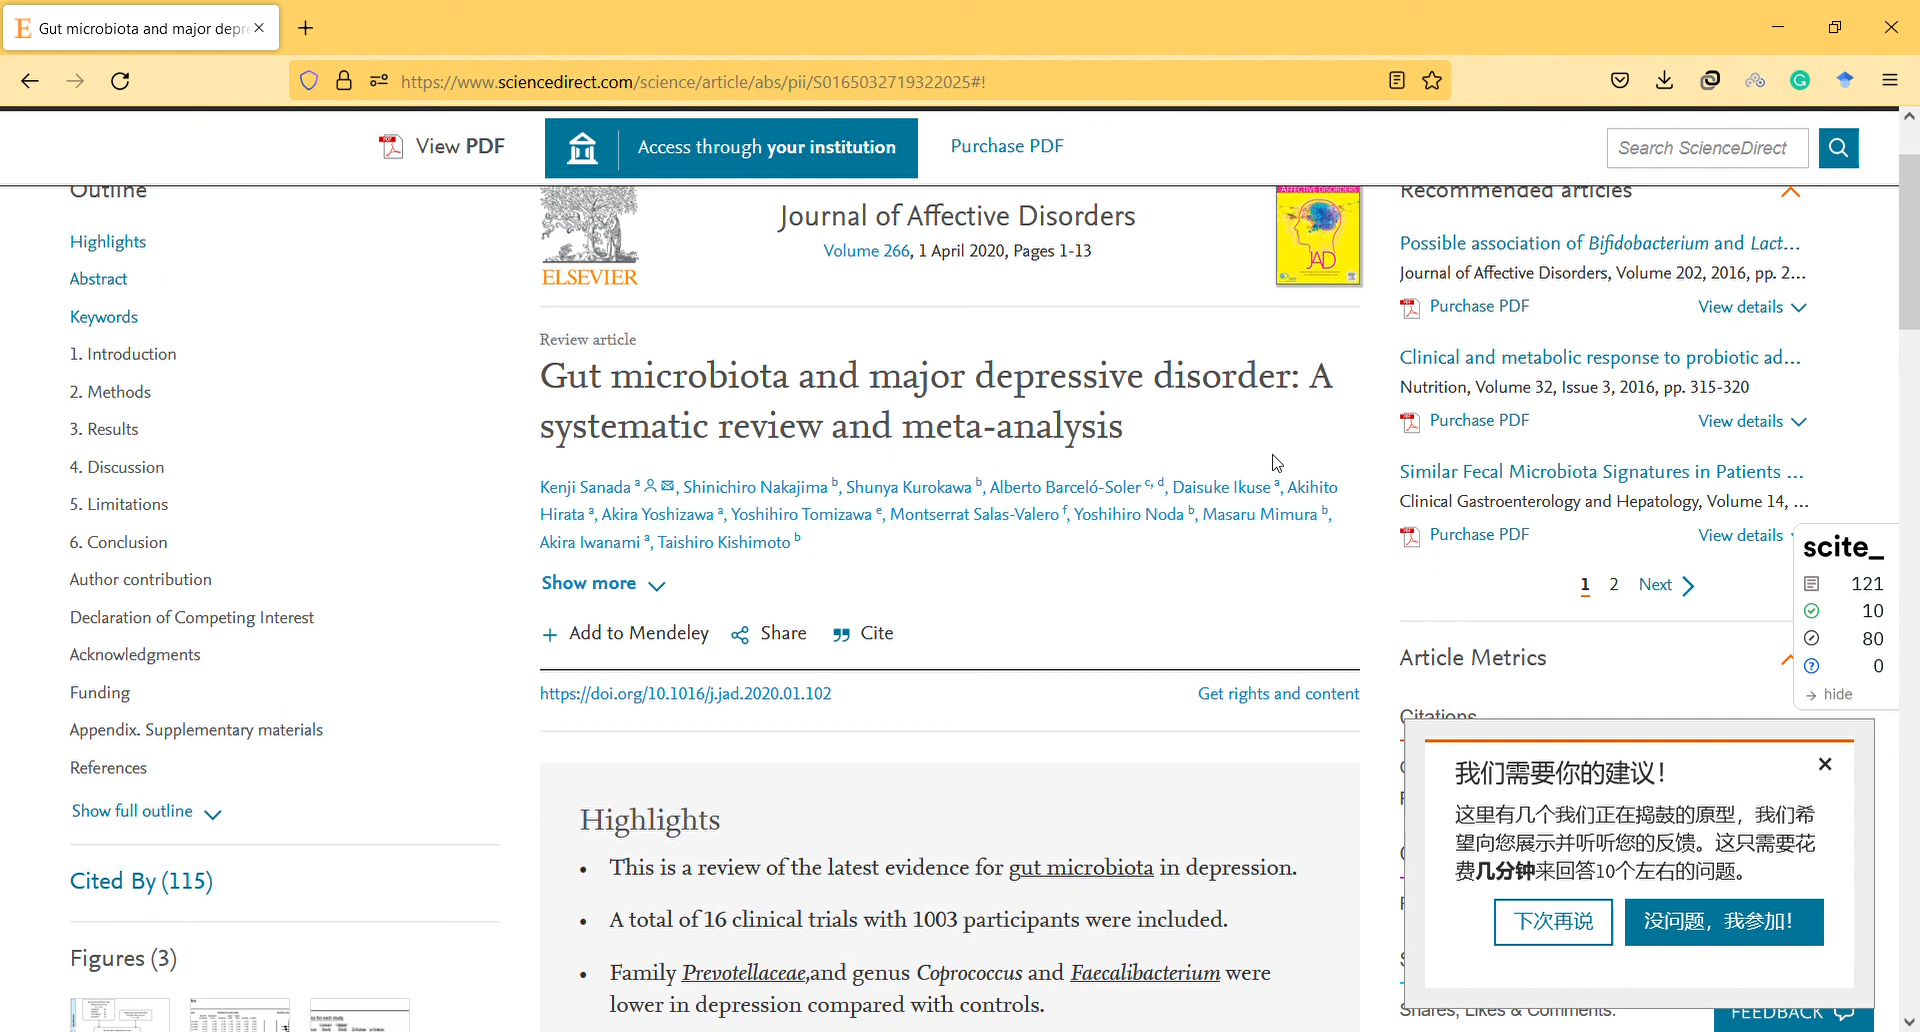 Gut microbiota and major depre
https://www.sciencedirect.com/science/article/abs/pii/S0165032719322025#!
View PDF
Access through your institution
Purchase PDF
Search ScienceDirect
Outline
Highlights
Abstract
Keywords
1. Introduction
2. Methods
3. Results
4. Discussion
5. Limitations
6. Conclusion
Author contribution
Declaration of Competing Interest
Acknowledgments
Funding
Appendix. Supplementary materials
References
Show full outline
Cited By (115)
Figures (3)
ELSEVIER
Journal of Affective Disorders
Volume 266, 1 April 2020, Pages 1-13
AFFECTIVE DISORDERS
JAD
Review article
Gut microbiota and major depressive disorder: A
systematic review and meta-analysis
Kenji Sanada a, Shinichiro Nakajima b, Shunya Kurokawa b, Alberto Barceló-Soler c, d, Daisuke Ikuse a, Akihito
Hirata a, Akira Yoshizawa a, Yoshihiro Tomizawa e, Montserrat Salas-Valero f, Yoshihiro Noda b, Masaru Mimura b,
Akira Iwanami a, Taishiro Kishimoto b
Show more
Add to Mendeley Share Cite
https://doi.org/10.1016/j.jad.2020.01.102
Get rights and content
Highlights
• This is a review of the latest evidence for gut microbiota in depression.
• A total of 16 clinical trials with 1003 participants were included.
• Family Prevotellaceae,and genus Coprococcus and Faecalibacterium were
lower in depression compared with controls.
Recommended articles
Possible association of Bifidobacterium and Lact...
Journal of Affective Disorders, Volume 202, 2016, pp. 2...
Purchase PDF View details
Clinical and metabolic response to probiotic ad...
Nutrition, Volume 32, Issue 3, 2016, pp. 315-320
Purchase PDF View details
Similar Fecal Microbiota Signatures in Patients ...
Clinical Gastroenterology and Hepatology, Volume 14, ...
Purchase PDF View details
1 2 Next
Article Metrics
Citations
scite_
121
10
80
0
hide
我们需要你的建议！
这里有几个我们正在捣鼓的原型，我们希
望向您展示并听听您的反馈。这只需要花
费几分钟来回答10个左右的问题。
下次再说
没问题，我参加！
Shares, Likes & Comments:
FEEDBACK